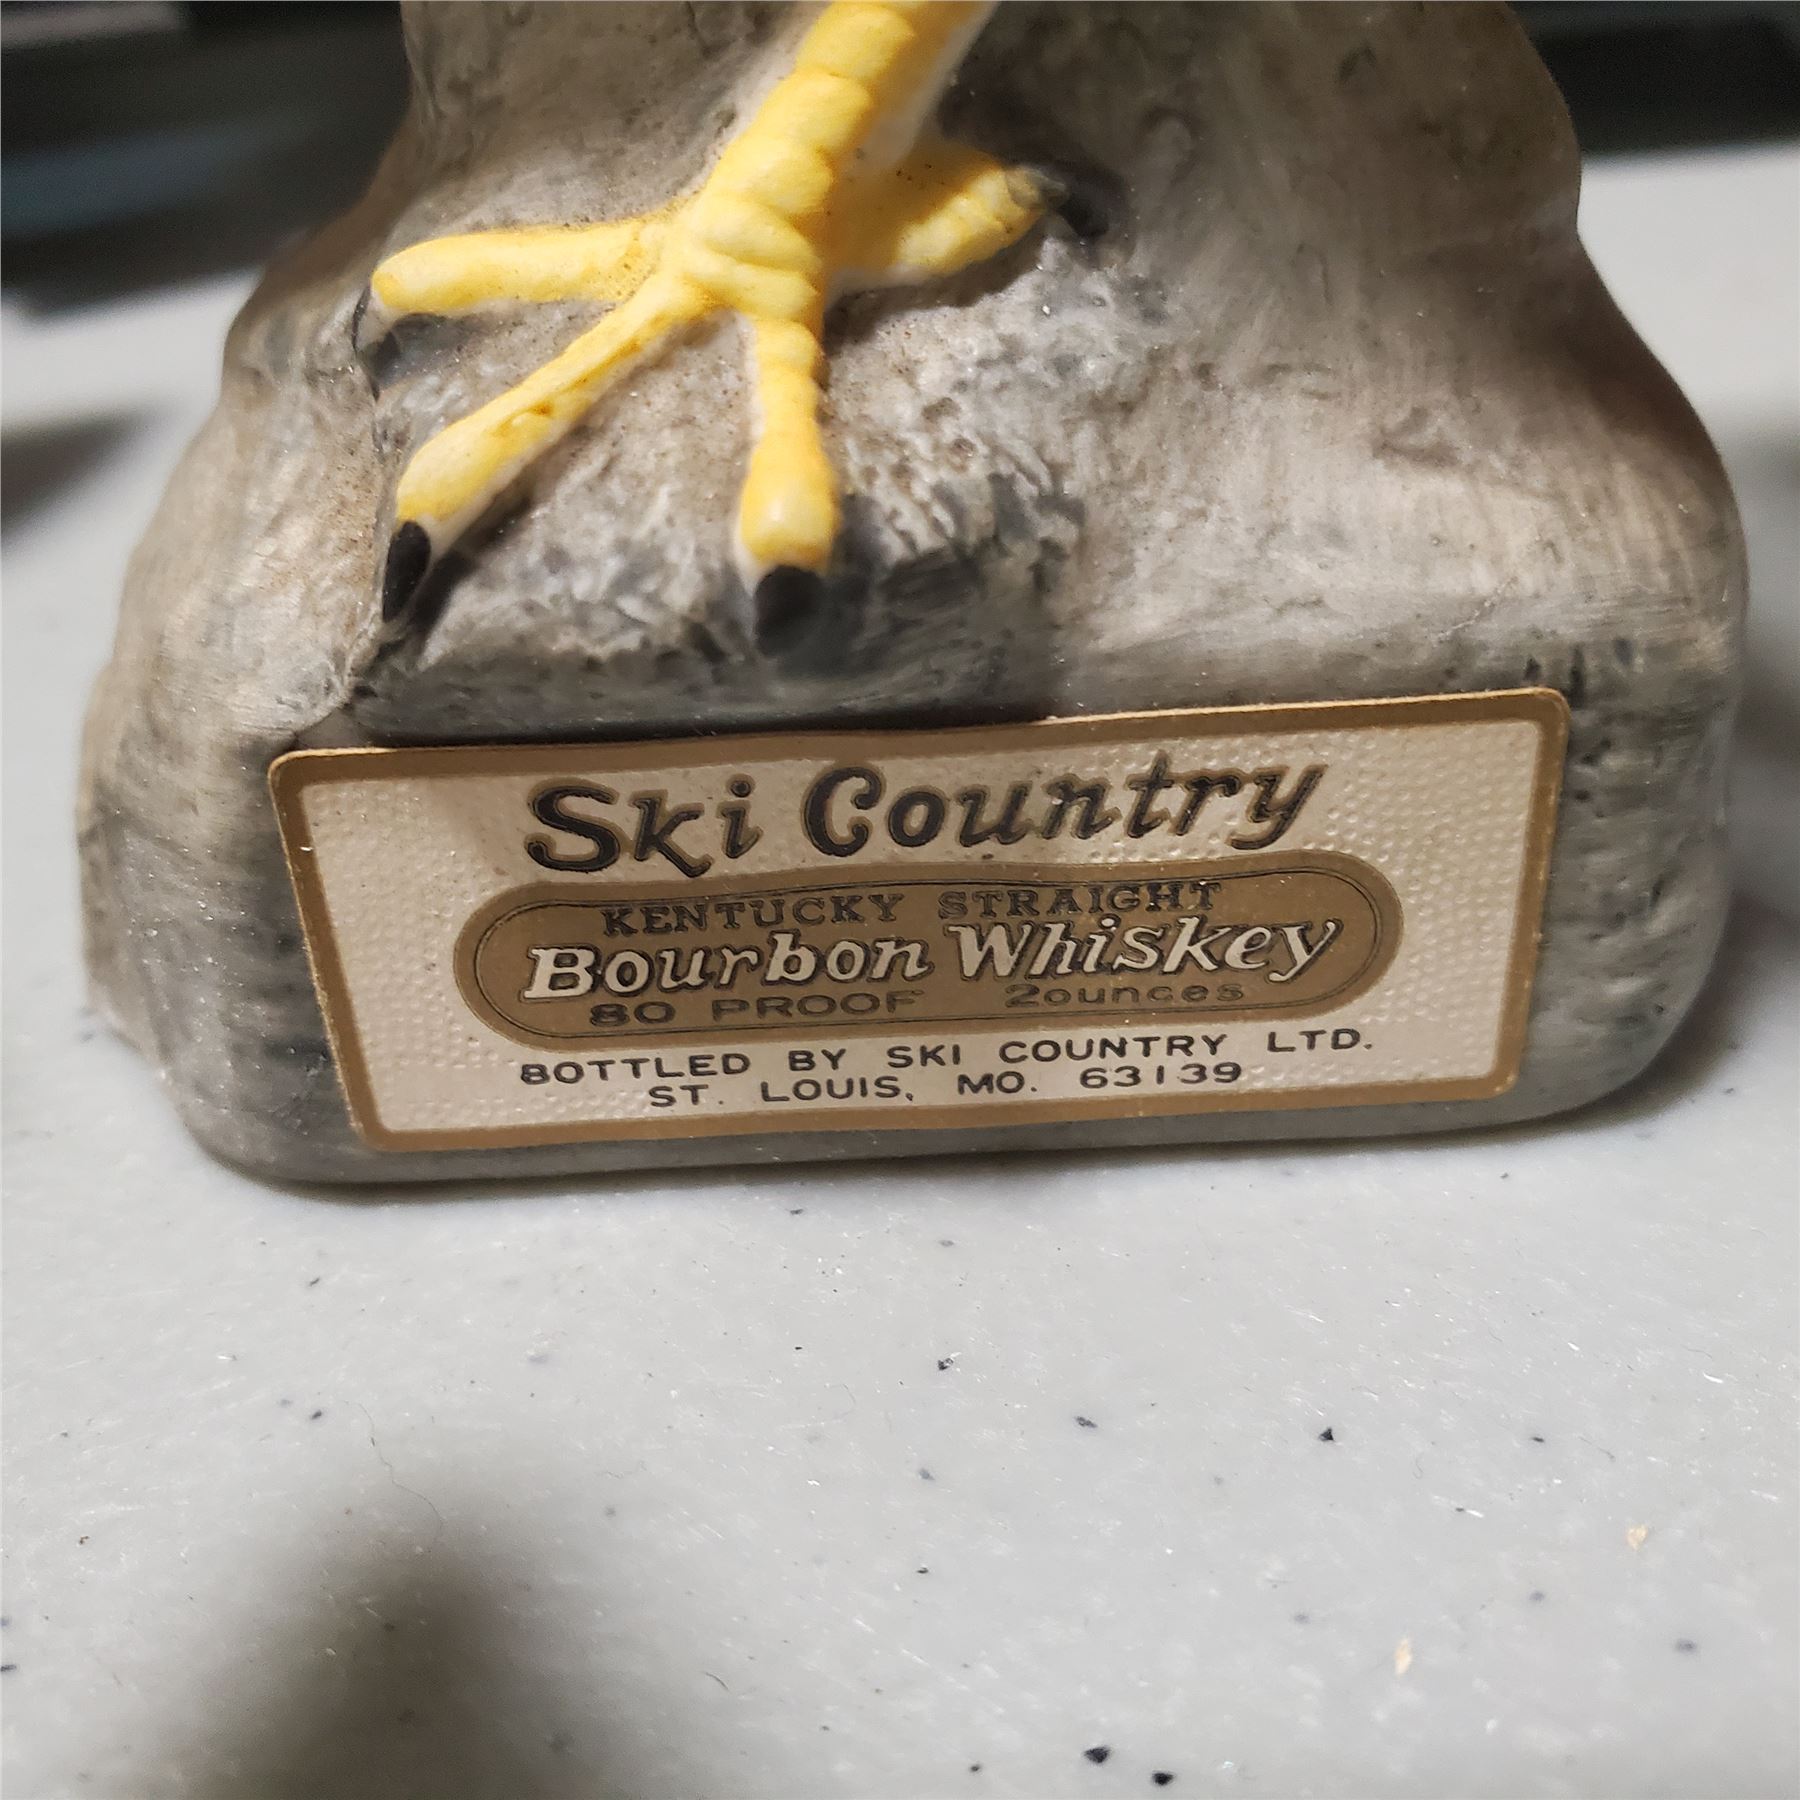 Ski Country
KENTUCKY STRAIGHT
Bourbon Whiskey
80 PROOF 2ounces
BOTTLED BY SKI COUNTRY LTD.
ST. LOUIS, MO. 63139